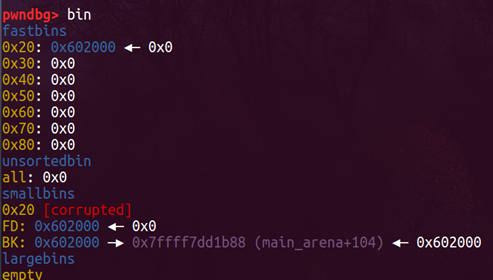 pwndbg> bin
fastbins
0x20: 0x602000 ◂— 0x0
0x30: 0x0
0x40: 0x0
0x50: 0x0
0x60: 0x0
0x70: 0x0
0x80: 0x0
unsortedbin
all: 0x0
smallbins
0x20 [corrupted]
FD: 0x602000 ◂— 0x0
BK: 0x602000 —▸ 0x7ffff7dd1b88 (main_arena+104) ◂— 0x602000
largebins
empty